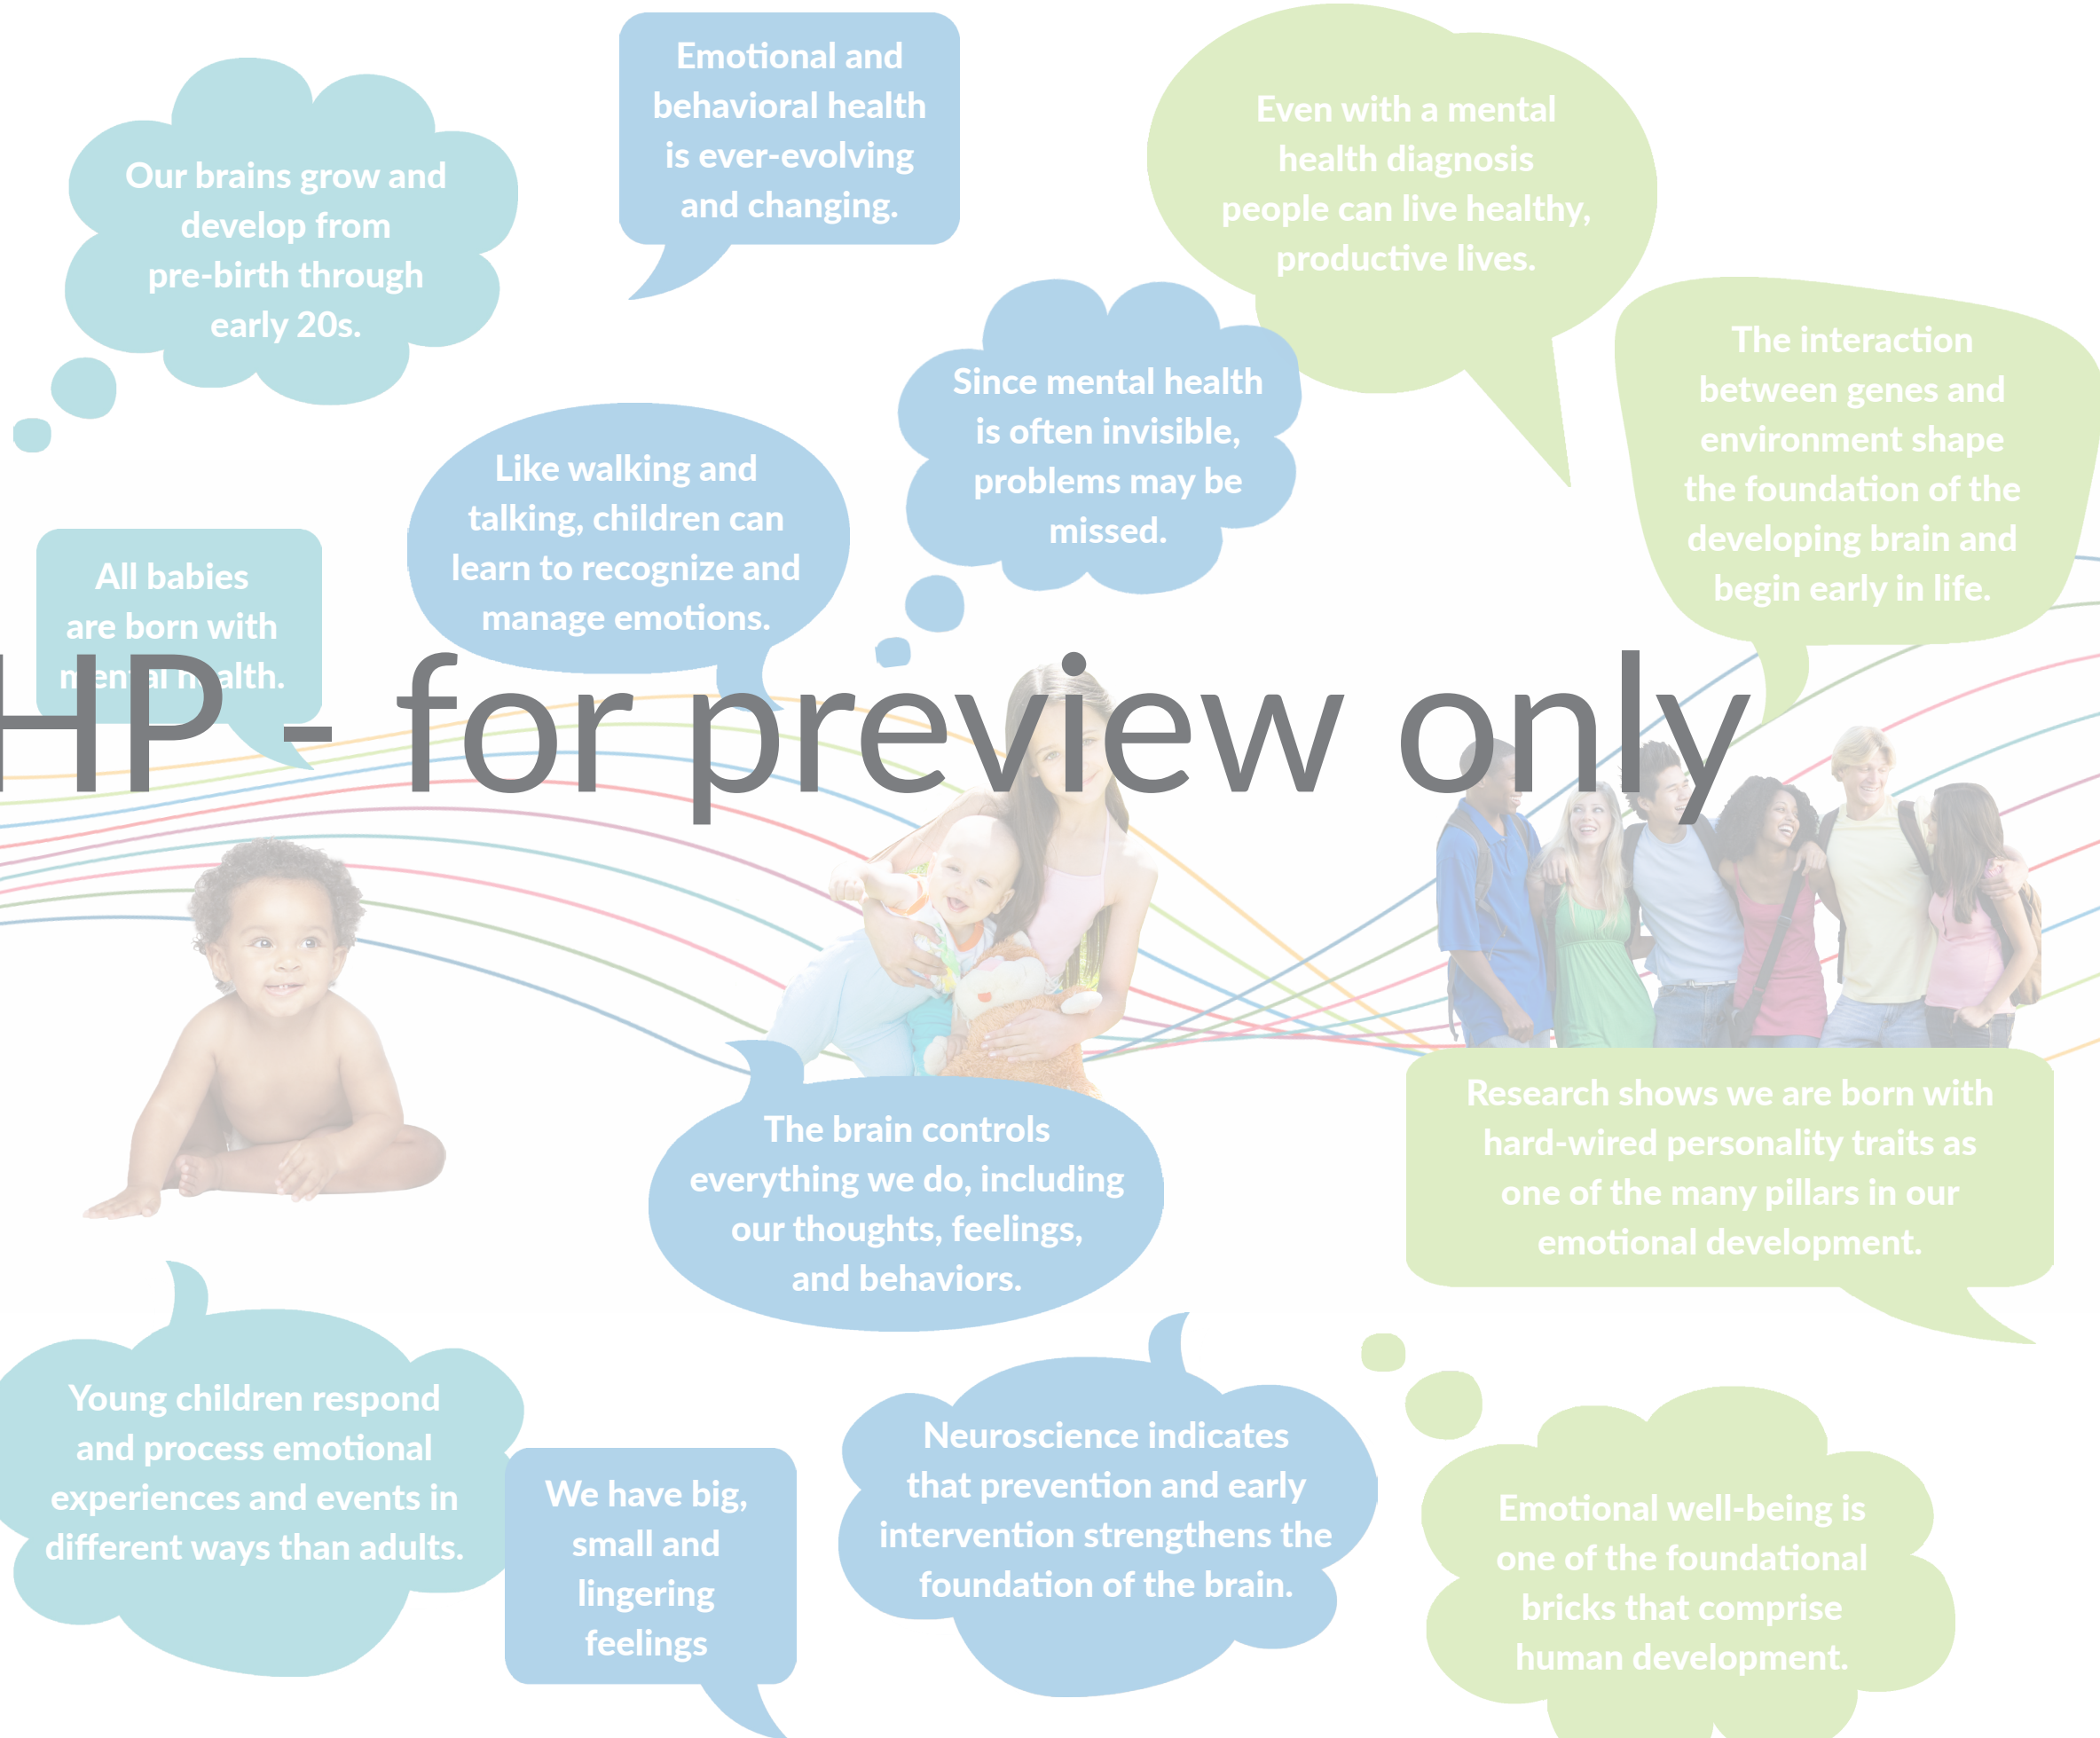 Our brains grow and
develop from
pre-birth through
early 20s.
Emotional and
behavioral health
is ever-evolving
and changing.
Even with a mental
health diagnosis
people can live healthy,
productive lives.
The interaction
between genes and
environment shape
the foundation of the
developing brain and
begin early in life.
Since mental health
is often invisible,
problems may be
missed.
Like walking and
talking, children can
learn to recognize and
manage emotions.
All babies
are born with
mental health.
HP - for preview only
The brain controls
everything we do, including
our thoughts, feelings,
and behaviors.
Research shows we are born with
hard-wired personality traits as
one of the many pillars in our
emotional development.
Young children respond
and process emotional
experiences and events in
different ways than adults.
We have big,
small and
lingering
feelings
Neuroscience indicates
that prevention and early
intervention strengthens the
foundation of the brain.
Emotional well-being is
one of the foundational
bricks that comprise
human development.